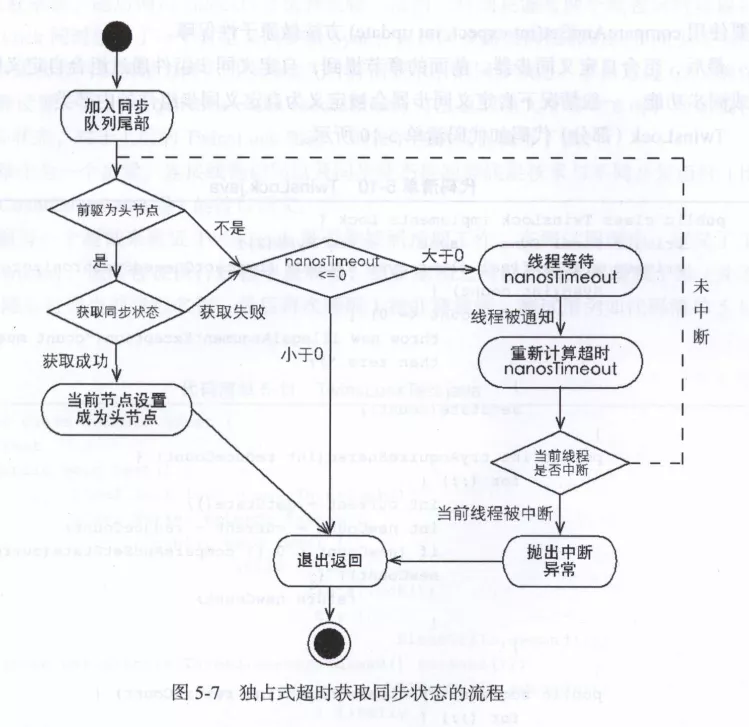 加入同步
队列尾部
前驱为头节点
不是
是
nanosTimeout
=0
大于0
线程等待
nanosTimeout
获取同步状态
获取失败
线程被通知
未
中
断
获取成功
小于0
重新计算超时
nanosTimeout
当前节点设置
成为头节点
当前线程
是否中断
当前线程被中断
退出返回
抛出中断
异常
图 5-7 独占式超时获取同步状态的流程